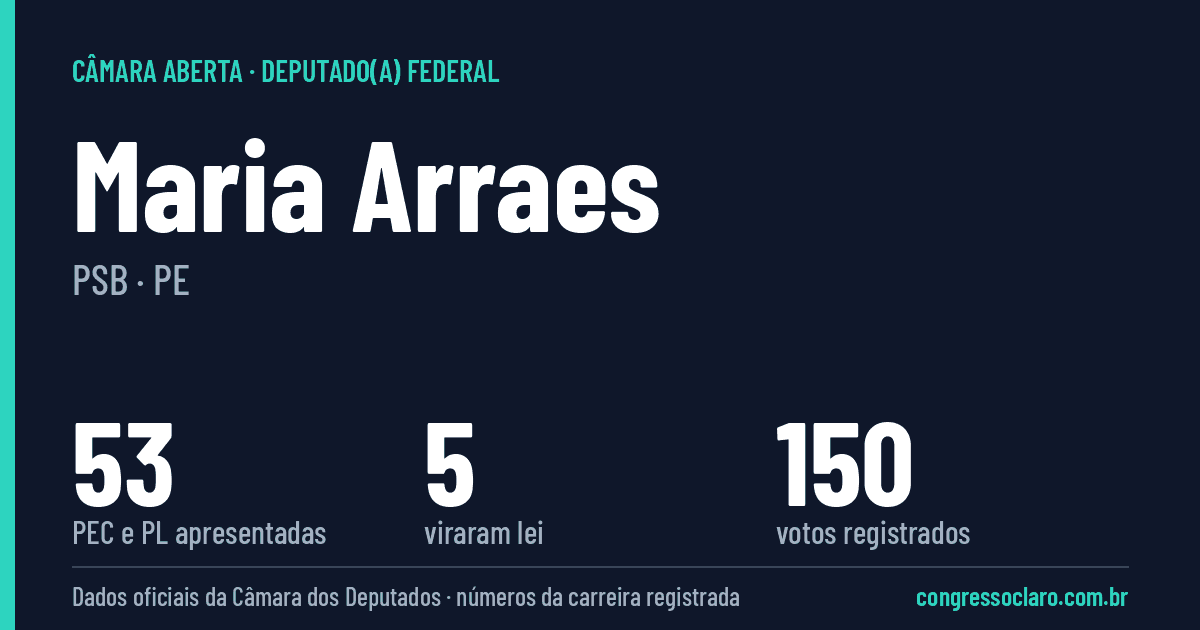 CÂMARA ABERTA · DEPUTADO(A) FEDERAL
Maria Arraes
PSB · PE
53 5 150
PEC e PL apresentadas viraram lei votos registrados
Dados oficiais da Câmara dos Deputados · números da carreira registrada congressoclaro.com.br